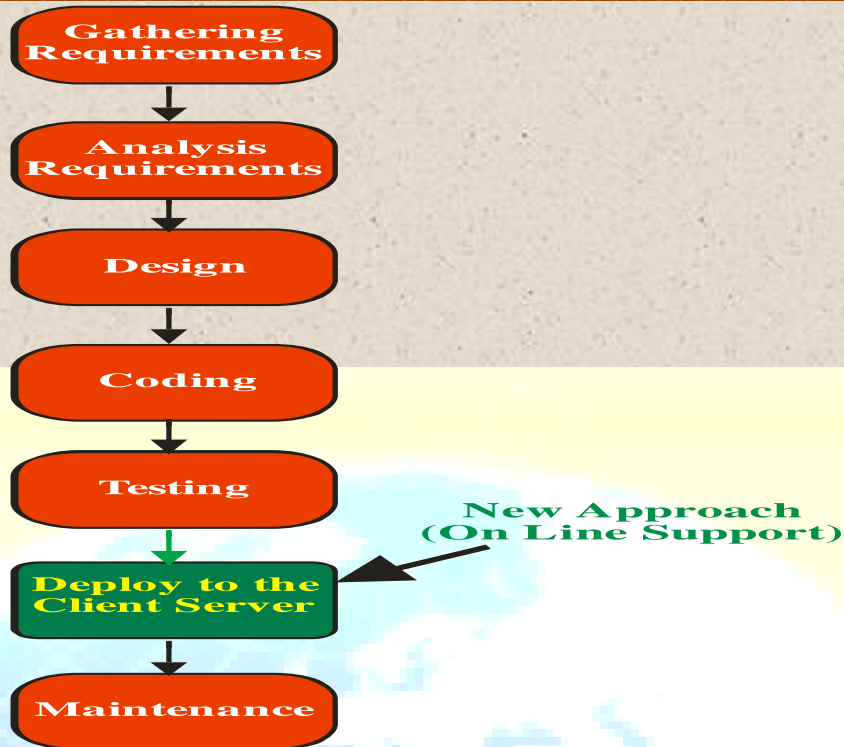 Gathering
Requirements
Analysis
Requirements
Design
Coding
Testing
New Approach
(On Line Support)
Deploy to the
Client Server
Maintenance